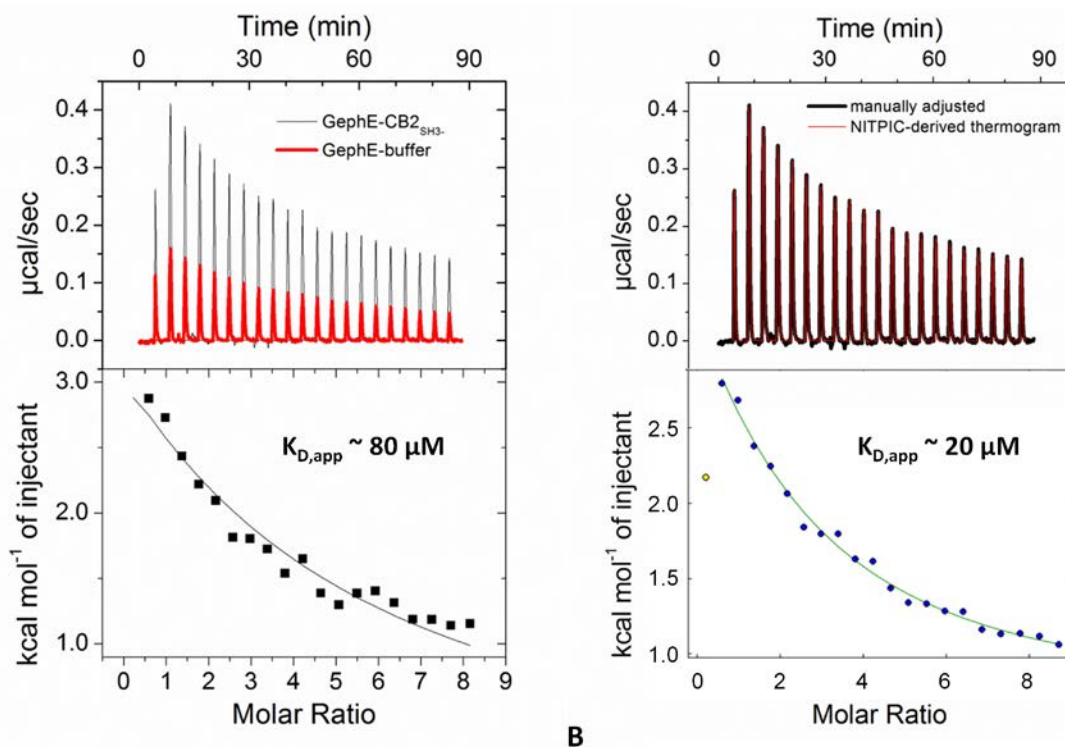 Time (min)
0 30 60 90
0.4
0.3
0.2
0.1
0.0
µcal/sec
GephE-CB2SH3-
GephE-buffer
3.0
2.0
1.0
kcal mol-1 of injectant
KD,app ~ 80 µM
0 1 2 3 4 5 6 7 8 9
Molar Ratio
B
Time (min)
0 30 60 90
0.4
0.3
0.2
0.1
0.0
µcal/sec
manually adjusted
NITPIC-derived thermogram
2.5
2.0
1.5
1.0
kcal mol-1 of injectant
KD,app ~ 20 µM
0 2 4 6 8
Molar Ratio